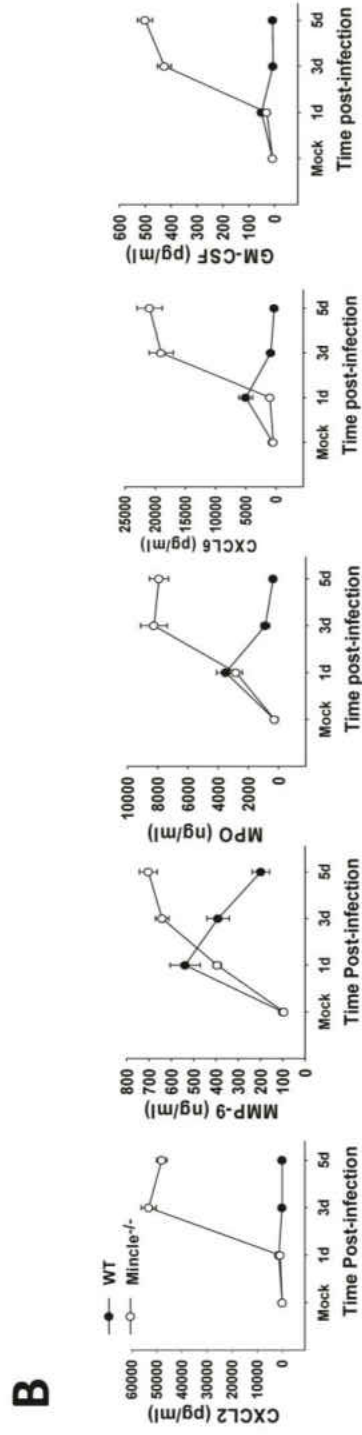 B
WT
Mincle-/-
CXCL2 (pg/ml)
60000
50000
40000
30000
20000
10000
0
Mock 1d 3d 5d
Time Post-infection
MMP-9 (ng/ml)
800
700
600
500
400
300
200
100
0
Mock 1d 3d 5d
Time Post-infection
MPO (ng/ml)
10000
8000
6000
4000
2000
0
Mock 1d 3d 5d
Time post-infection
CXCL6 (pg/ml)
25000
20000
15000
10000
5000
0
Mock 1d 3d 5d
Time post-infection
GM-CSF (pg/ml)
600
500
400
300
200
100
0
Mock 1d 3d 5d
Time post-infection